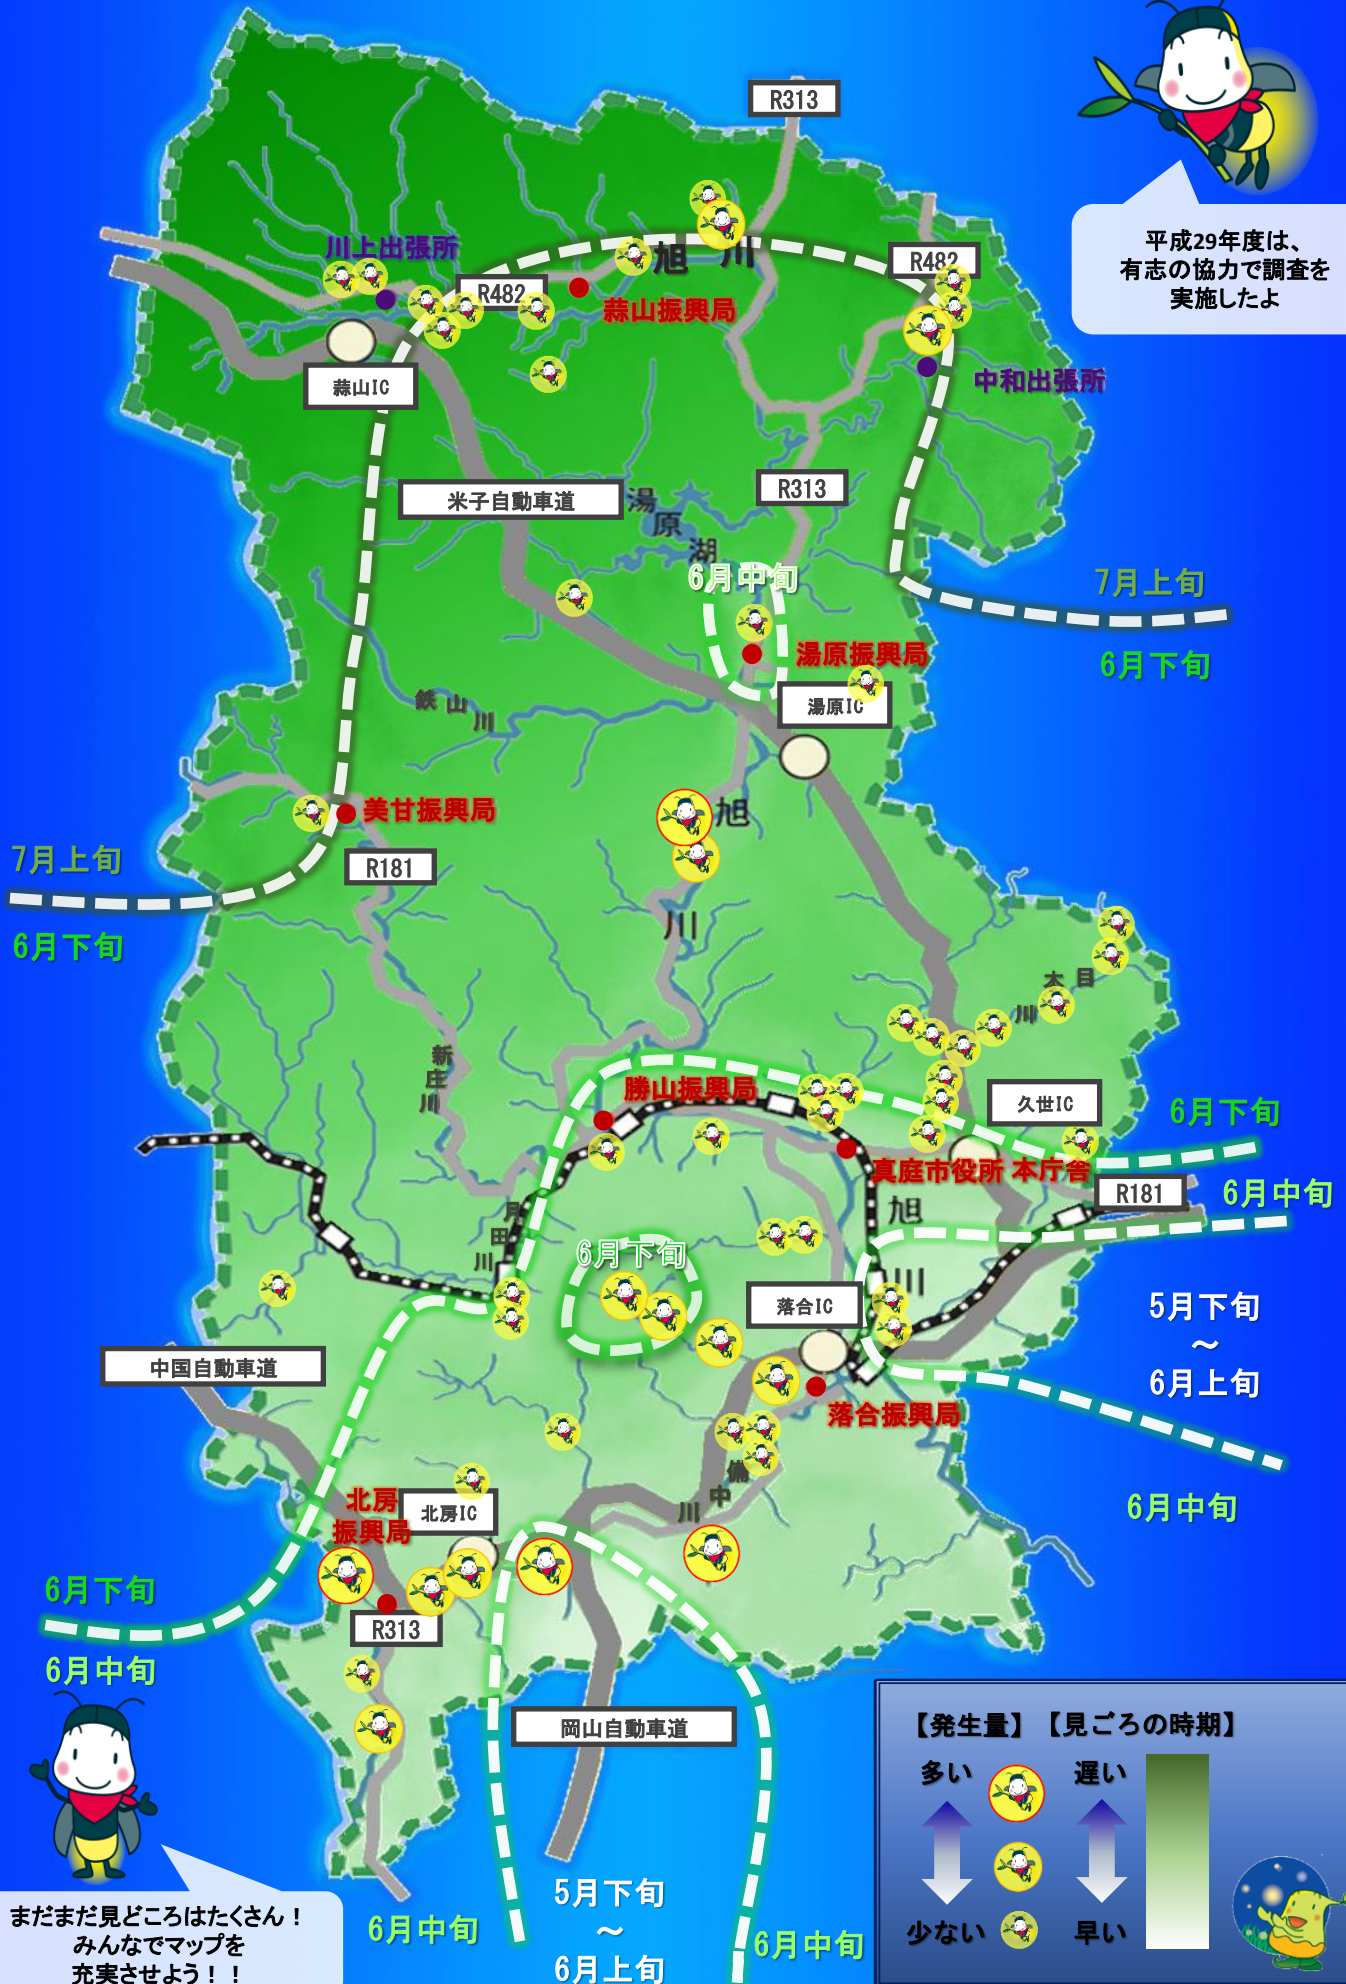 R313
平成29年度は、
有志の協力で調査を
実施したよ
川上出張所
旭川
R482
R482
蒜山振興局
蒜山IC
中和出張所
米子自動車道
湯原湖
R313
6月中旬
7月上旬
6月下旬
湯原振興局
湯原IC
鉄山川
美甘振興局
旭川
7月上旬
R181
6月下旬
目木川
新庄川
勝山振興局
久世IC
6月下旬
真庭市役所 本庁舎
R181
6月中旬
旭川
月田川
6月下旬
落合IC
5月下旬
～
6月上旬
中国自動車道
落合振興局
備中川
北房
振興局
北房IC
6月中旬
6月下旬
R313
6月中旬
岡山自動車道
【発生量】【見ごろの時期】
多い
遅い
少ない
早い
5月下旬
～
6月上旬
6月中旬
6月中旬
まだまだ見どころはたくさん！
みんなでマップを
充実させよう！！